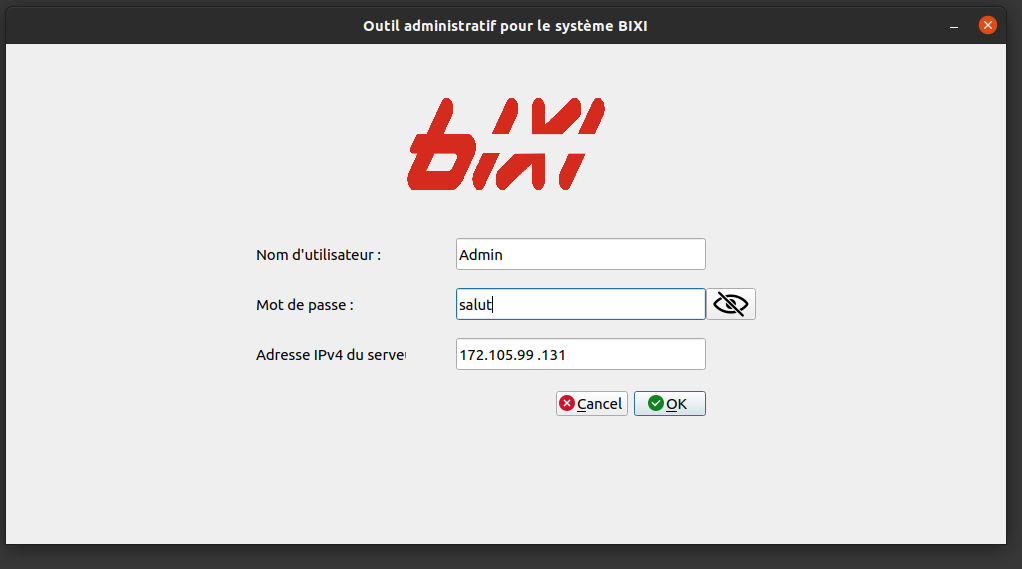 Outil administratif pour le système BIXI
bixi
Nom d'utilisateur :
Admin
Mot de passe :
salut
Adresse IPv4 du serveu
172.105.99 .131
Cancel
OK